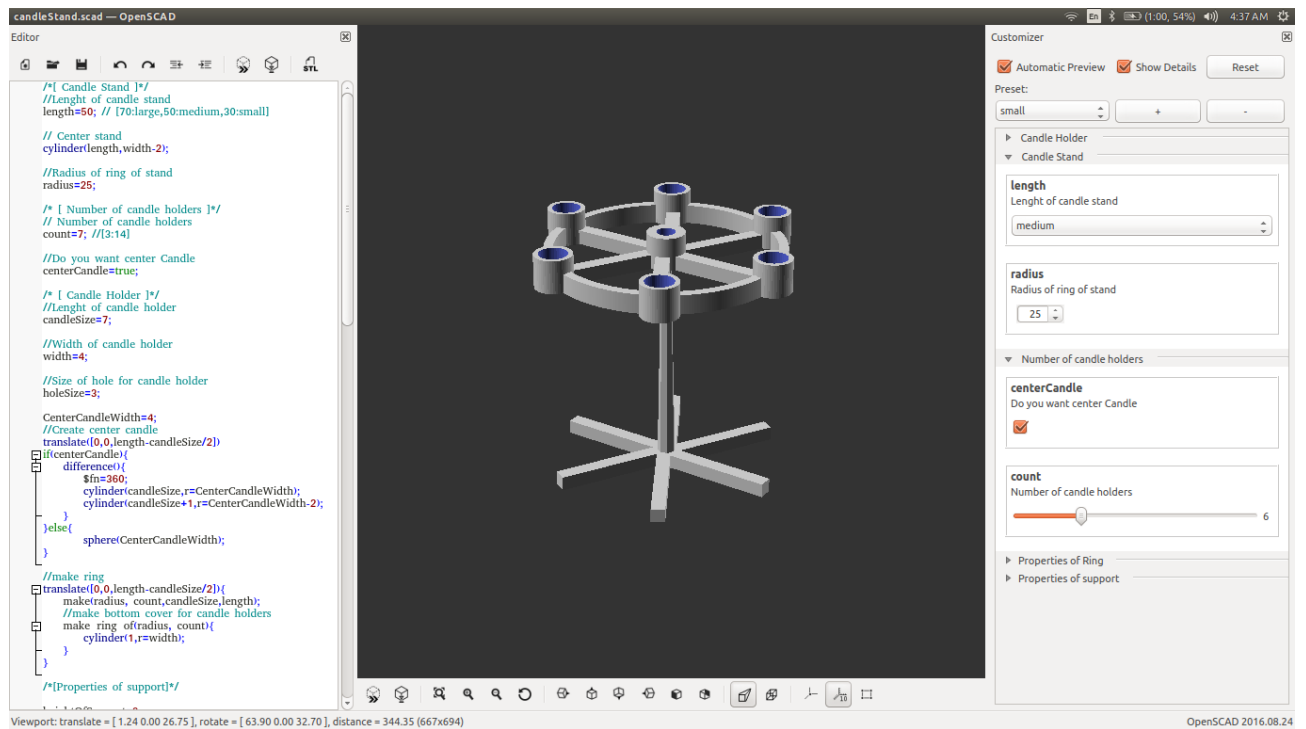 candleStand.scad — OpenSCAD
En (1:00, 54%) 4:37 AM
Editor
STL
/*[ Candle Stand ]*/
//Lenght of candle stand
length=50; // [70:large,50:medium,30:small]
// Center stand
cylinder(length,width-2);
//Radius of ring of stand
radius=25;
/* [ Number of candle holders ]*/
// Number of candle holders
count=7; //[3:14]
//Do you want center Candle
centerCandle=true;
/* [ Candle Holder ]*/
//Lenght of candle holder
candleSize=7;
//Width of candle holder
width=4;
//Size of hole for candle holder
holeSize=3;
CenterCandleWidth=4;
//Create center candle
translate([0,0,length-candleSize/2])
if(centerCandle){
difference(){
$fn=360;
cylinder(candleSize,r=CenterCandleWidth);
cylinder(candleSize+1,r=CenterCandleWidth-2);
}
}else{
sphere(CenterCandleWidth);
}
//make ring
translate([0,0,length-candleSize/2]){
make(radius, count,candleSize,length);
//make bottom cover for candle holders
make_ring_of(radius, count){
cylinder(1,r=width);
}
}
/*[Properties of support]*/
10
Customizer
Automatic Preview
Show Details
Reset
Preset:
small
+
-
Candle Holder
Candle Stand
length
Lenght of candle stand
medium
radius
Radius of ring of stand
25
Number of candle holders
centerCandle
Do you want center Candle
count
Number of candle holders
6
Properties of Ring
Properties of support
Viewport: translate = [ 1.24 0.00 26.75 ], rotate = [ 63.90 0.00 32.70 ], distance = 344.35 (667x694)
OpenSCAD 2016.08.24